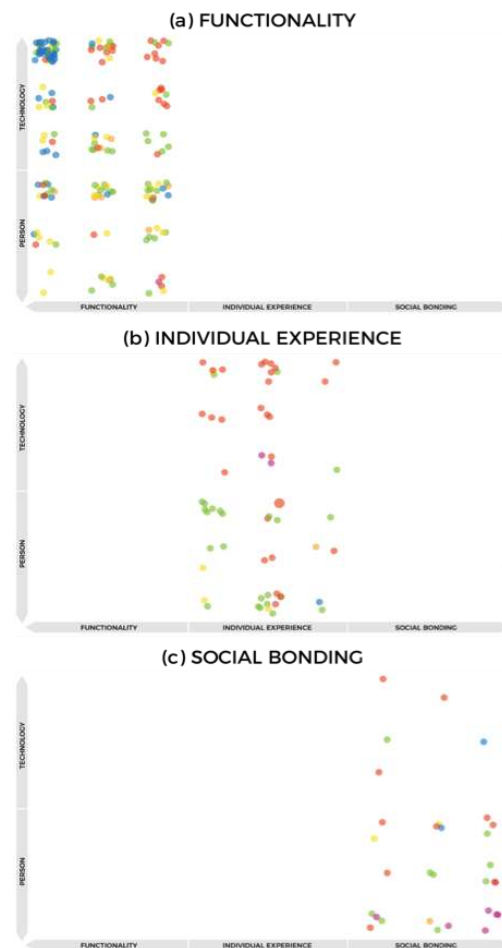 (a) FUNCTIONALITY
TECHNOLOGY
PERSON
FUNCTIONALITY INDIVIDUAL EXPERIENCE SOCIAL BONDING
(b) INDIVIDUAL EXPERIENCE
TECHNOLOGY
PERSON
FUNCTIONALITY INDIVIDUAL EXPERIENCE SOCIAL BONDING
(c) SOCIAL BONDING
TECHNOLOGY
PERSON
FUNCTIONALITY INDIVIDUAL EXPERIENCE SOCIAL BONDING